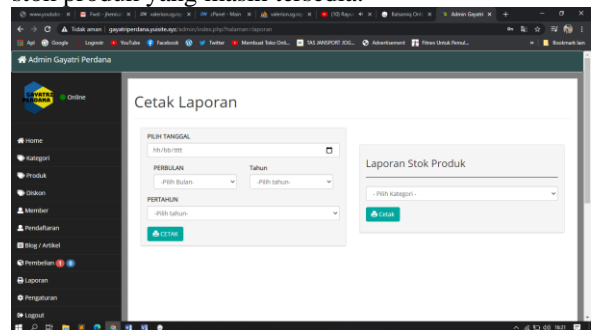 stok produk yang masih tersedia.
Tidak aman
gayatriperdana.yuisite.xyz/admin/index.php?halaman=laporan
Google
YouTube
Facebook
Twitter
Advertisement
Bookmark lain
Admin Gayatri Perdana
GAYATRI
PERDANA
Online
Cetak Laporan
PILIH TANGGAL
hh/bb/tttt
PERBULAN
Tahun
-Pilih Bulan-
-Pilih tahun-
PERTAHUN
-Pilih tahun-
CETAK
Laporan Stok Produk
- Pilih Kategori -
Cetak
Home
Kategori
Produk
Diskon
Member
Pendaftaran
Blog / Artikel
Pembelian
Laporan
Pengaturan
Logout